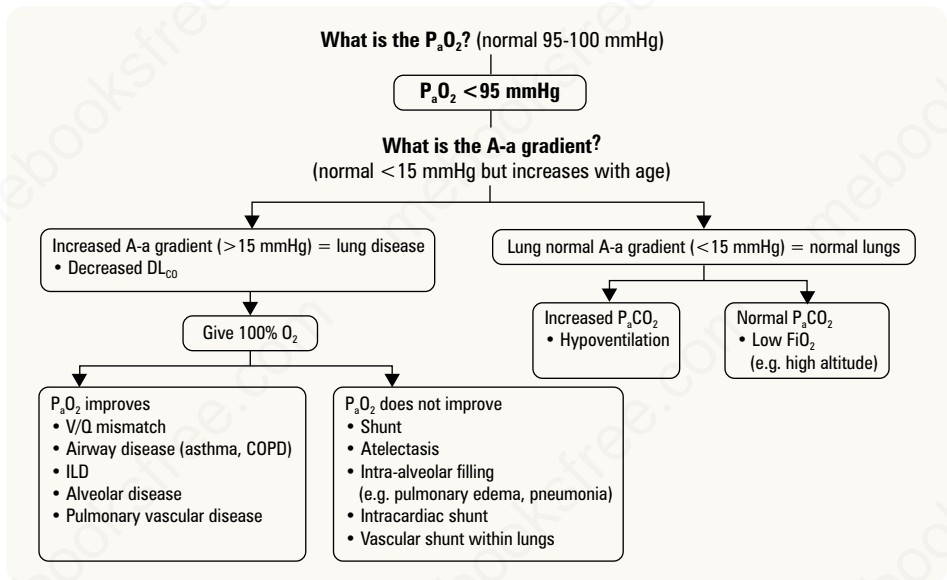 What is the PaO2? (normal 95-100 mmHg)
PaO2 <95 mmHg
What is the A-a gradient?
(normal <15 mmHg but increases with age)
Increased A-a gradient (>15 mmHg) = lung disease
• Decreased DLCO
Lung normal A-a gradient (<15 mmHg) = normal lungs
Give 100% O2
Increased PaCO2
• Hypoventilation
Normal PaCO2
• Low FiO2
(e.g. high altitude)
PaO2 improves
• V/Q mismatch
• Airway disease (asthma, COPD)
• ILD
• Alveolar disease
• Pulmonary vascular disease
PaO2 does not improve
• Shunt
• Atelectasis
• Intra-alveolar filling
(e.g. pulmonary edema, pneumonia)
• Intracardiac shunt
• Vascular shunt within lungs